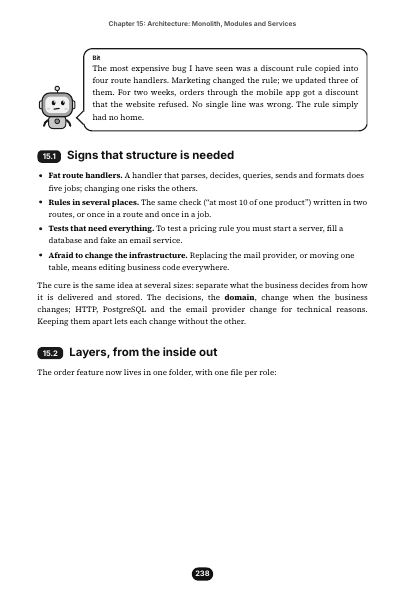 Chapter 15: Architecture: Monolith, Modules and Services
Bit
The most expensive bug I have seen was a discount rule copied into
four route handlers. Marketing changed the rule; we updated three of
them. For two weeks, orders through the mobile app got a discount
that the website refused. No single line was wrong. The rule simply
had no home.
15.1 Signs that structure is needed
• Fat route handlers. A handler that parses, decides, queries, sends and formats does
five jobs; changing one risks the others.
• Rules in several places. The same check (“at most 10 of one product”) written in two
routes, or once in a route and once in a job.
• Tests that need everything. To test a pricing rule you must start a server, fill a
database and fake an email service.
• Afraid to change the infrastructure. Replacing the mail provider, or moving one
table, means editing business code everywhere.
The cure is the same idea at several sizes: separate what the business decides from how
it is delivered and stored. The decisions, the domain, change when the business
changes; HTTP, PostgreSQL and the email provider change for technical reasons.
Keeping them apart lets each change without the other.
15.2 Layers, from the inside out
The order feature now lives in one folder, with one file per role:
238